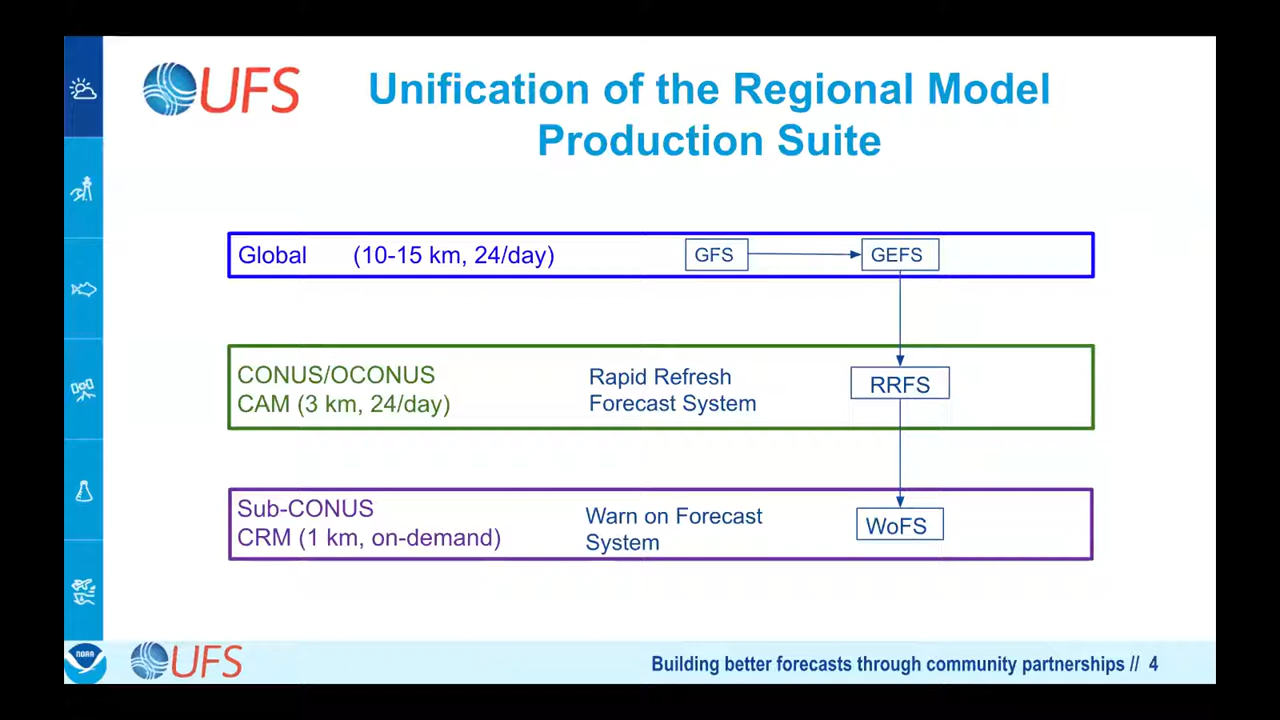 UFS
Unification of the Regional Model
Production Suite
Global (10-15 km, 24/day)
GFS
GEFS
CONUS/OCONUS
CAM (3 km, 24/day)
Rapid Refresh
Forecast System
RRFS
Sub-CONUS
CRM (1 km, on-demand)
Warn on Forecast
System
WoFS
NOAA
UFS
Building better forecasts through community partnerships // 4